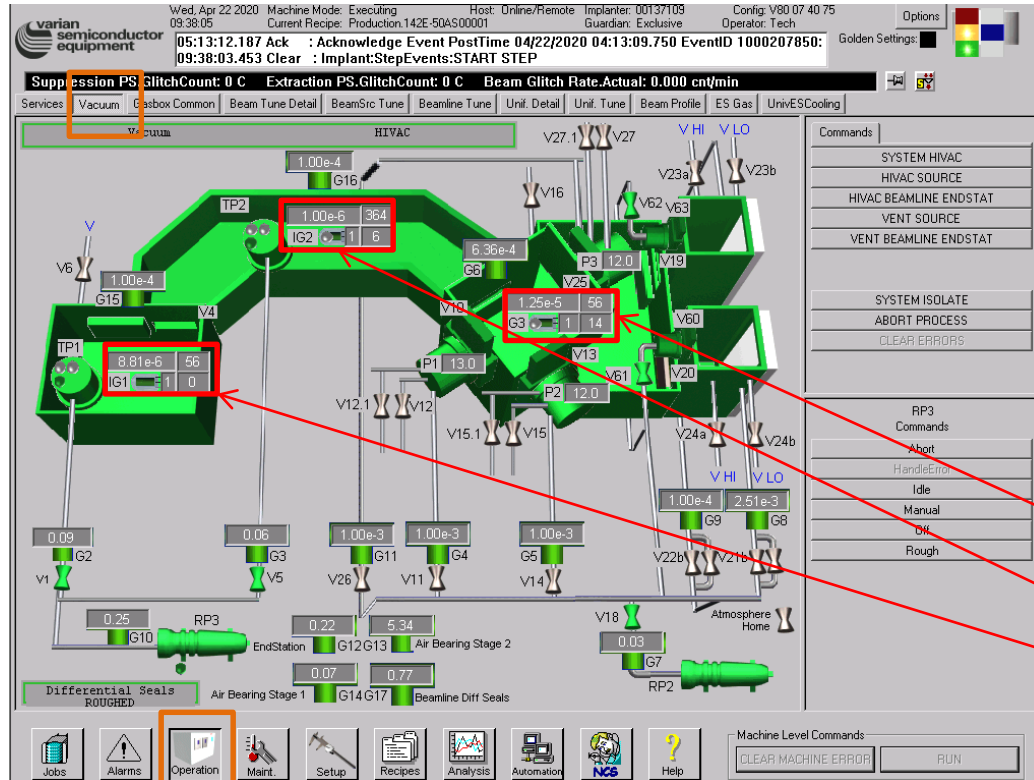 varian
semiconductor
equipment
Wed, Apr 22 2020 Machine Mode: Executing Host: Online/Remote Implanter: 00137109 Config: V80 07 40 75
09:38:05 Current Recipe: Production.142E-50AS00001 Guardian: Exclusive Operator: Tech
Options
05:13:12.187 Ack : Acknowledge Event PostTime 04/22/2020 04:13:09.750 EventID 1000207850:
09:38:03.453 Clear : Implant:StepEvents:START STEP
Golden Settings:
Suppression PS.GlitchCount: 0 C Extraction PS.GlitchCount: 0 C Beam Glitch Rate.Actual: 0.000 cnt/min
Services Vacuum Gasbox Common Beam Tune Detail BeamSrc Tune Beamline Tune Unif. Detail Unif. Tune Beam Profile ES Gas UnivESCooling
Vacuum HIVAC
V27.1 V27 V HI V LO
1.00e-4
G16
V16 V23a V23b
TP2
1.00e-6 364
IG2 1 6
V62 V63
V
V6
1.00e-4
G15
6.36e-4
G6
P3 12.0 V19
V25
V4 V10
1.25e-5 56
G3 1 14
V60
TP1
8.81e-6 56
IG1 1 0
V13
P1 13.0
V61 V20
P2 12.0
V12.1 V12
V15.1 V15
V24a V24b
V HI V LO
1.00e-4 2.51e-3
G9 G8
0.09 0.06 1.00e-3 1.00e-3 1.00e-3
G2 G3 G11 G4 G5
V1 V5 V26 V11 V14 V22b V21b
V18 Atmosphere
Home
0.25
G10
RP3
EndStation
0.22
G12
5.34
G13
Air Bearing Stage 2
0.03
G7
RP2
Air Bearing Stage 1
0.07
G14
0.77
G17
Beamline Diff Seals
Differential Seals
ROUGHED
Commands
SYSTEM HIVAC
HIVAC SOURCE
HIVAC BEAMLINE ENDSTAT
VENT SOURCE
VENT BEAMLINE ENDSTAT
SYSTEM ISOLATE
ABORT PROCESS
CLEAR ERRORS
RP3
Commands
Abort
HandleError
Idle
Manual
Off
Rough
Jobs Alarms Operation Maint. Setup Recipes Analysis Automation NCS Help
Machine Level Commands
CLEAR MACHINE ERROR RUN